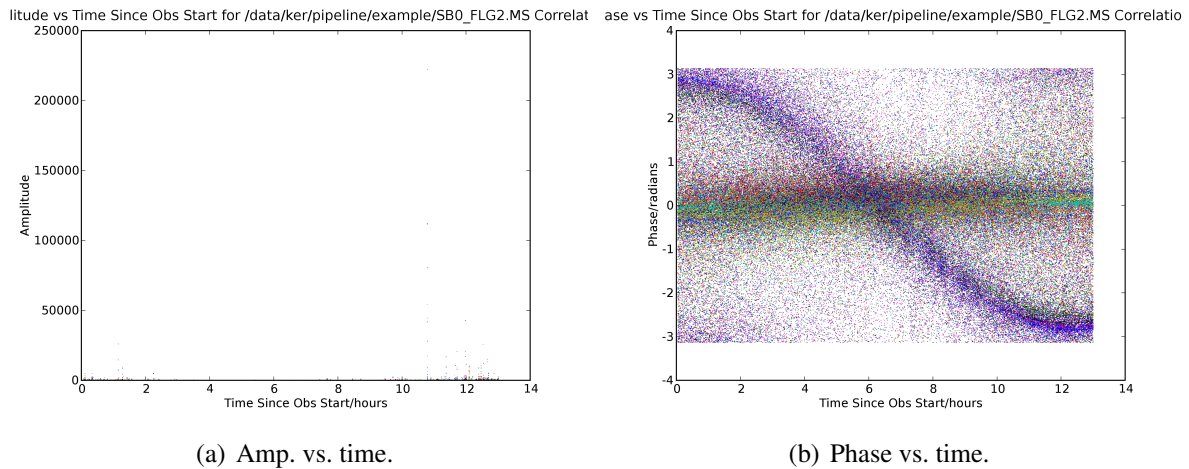 litude vs Time Since Obs Start for /data/ker/pipeline/example/SB0_FLG2.MS Correlat
250000
200000
150000
100000
50000
0
Amplitude
0 2 4 6 8 10 12 14
Time Since Obs Start/hours
(a) Amp. vs. time.
ase vs Time Since Obs Start for /data/ker/pipeline/example/SB0_FLG2.MS Correlatio
4
3
2
1
0
-1
-2
-3
-4
Phase/radians
0 2 4 6 8 10 12 14
Time Since Obs Start/hours
(b) Phase vs. time.